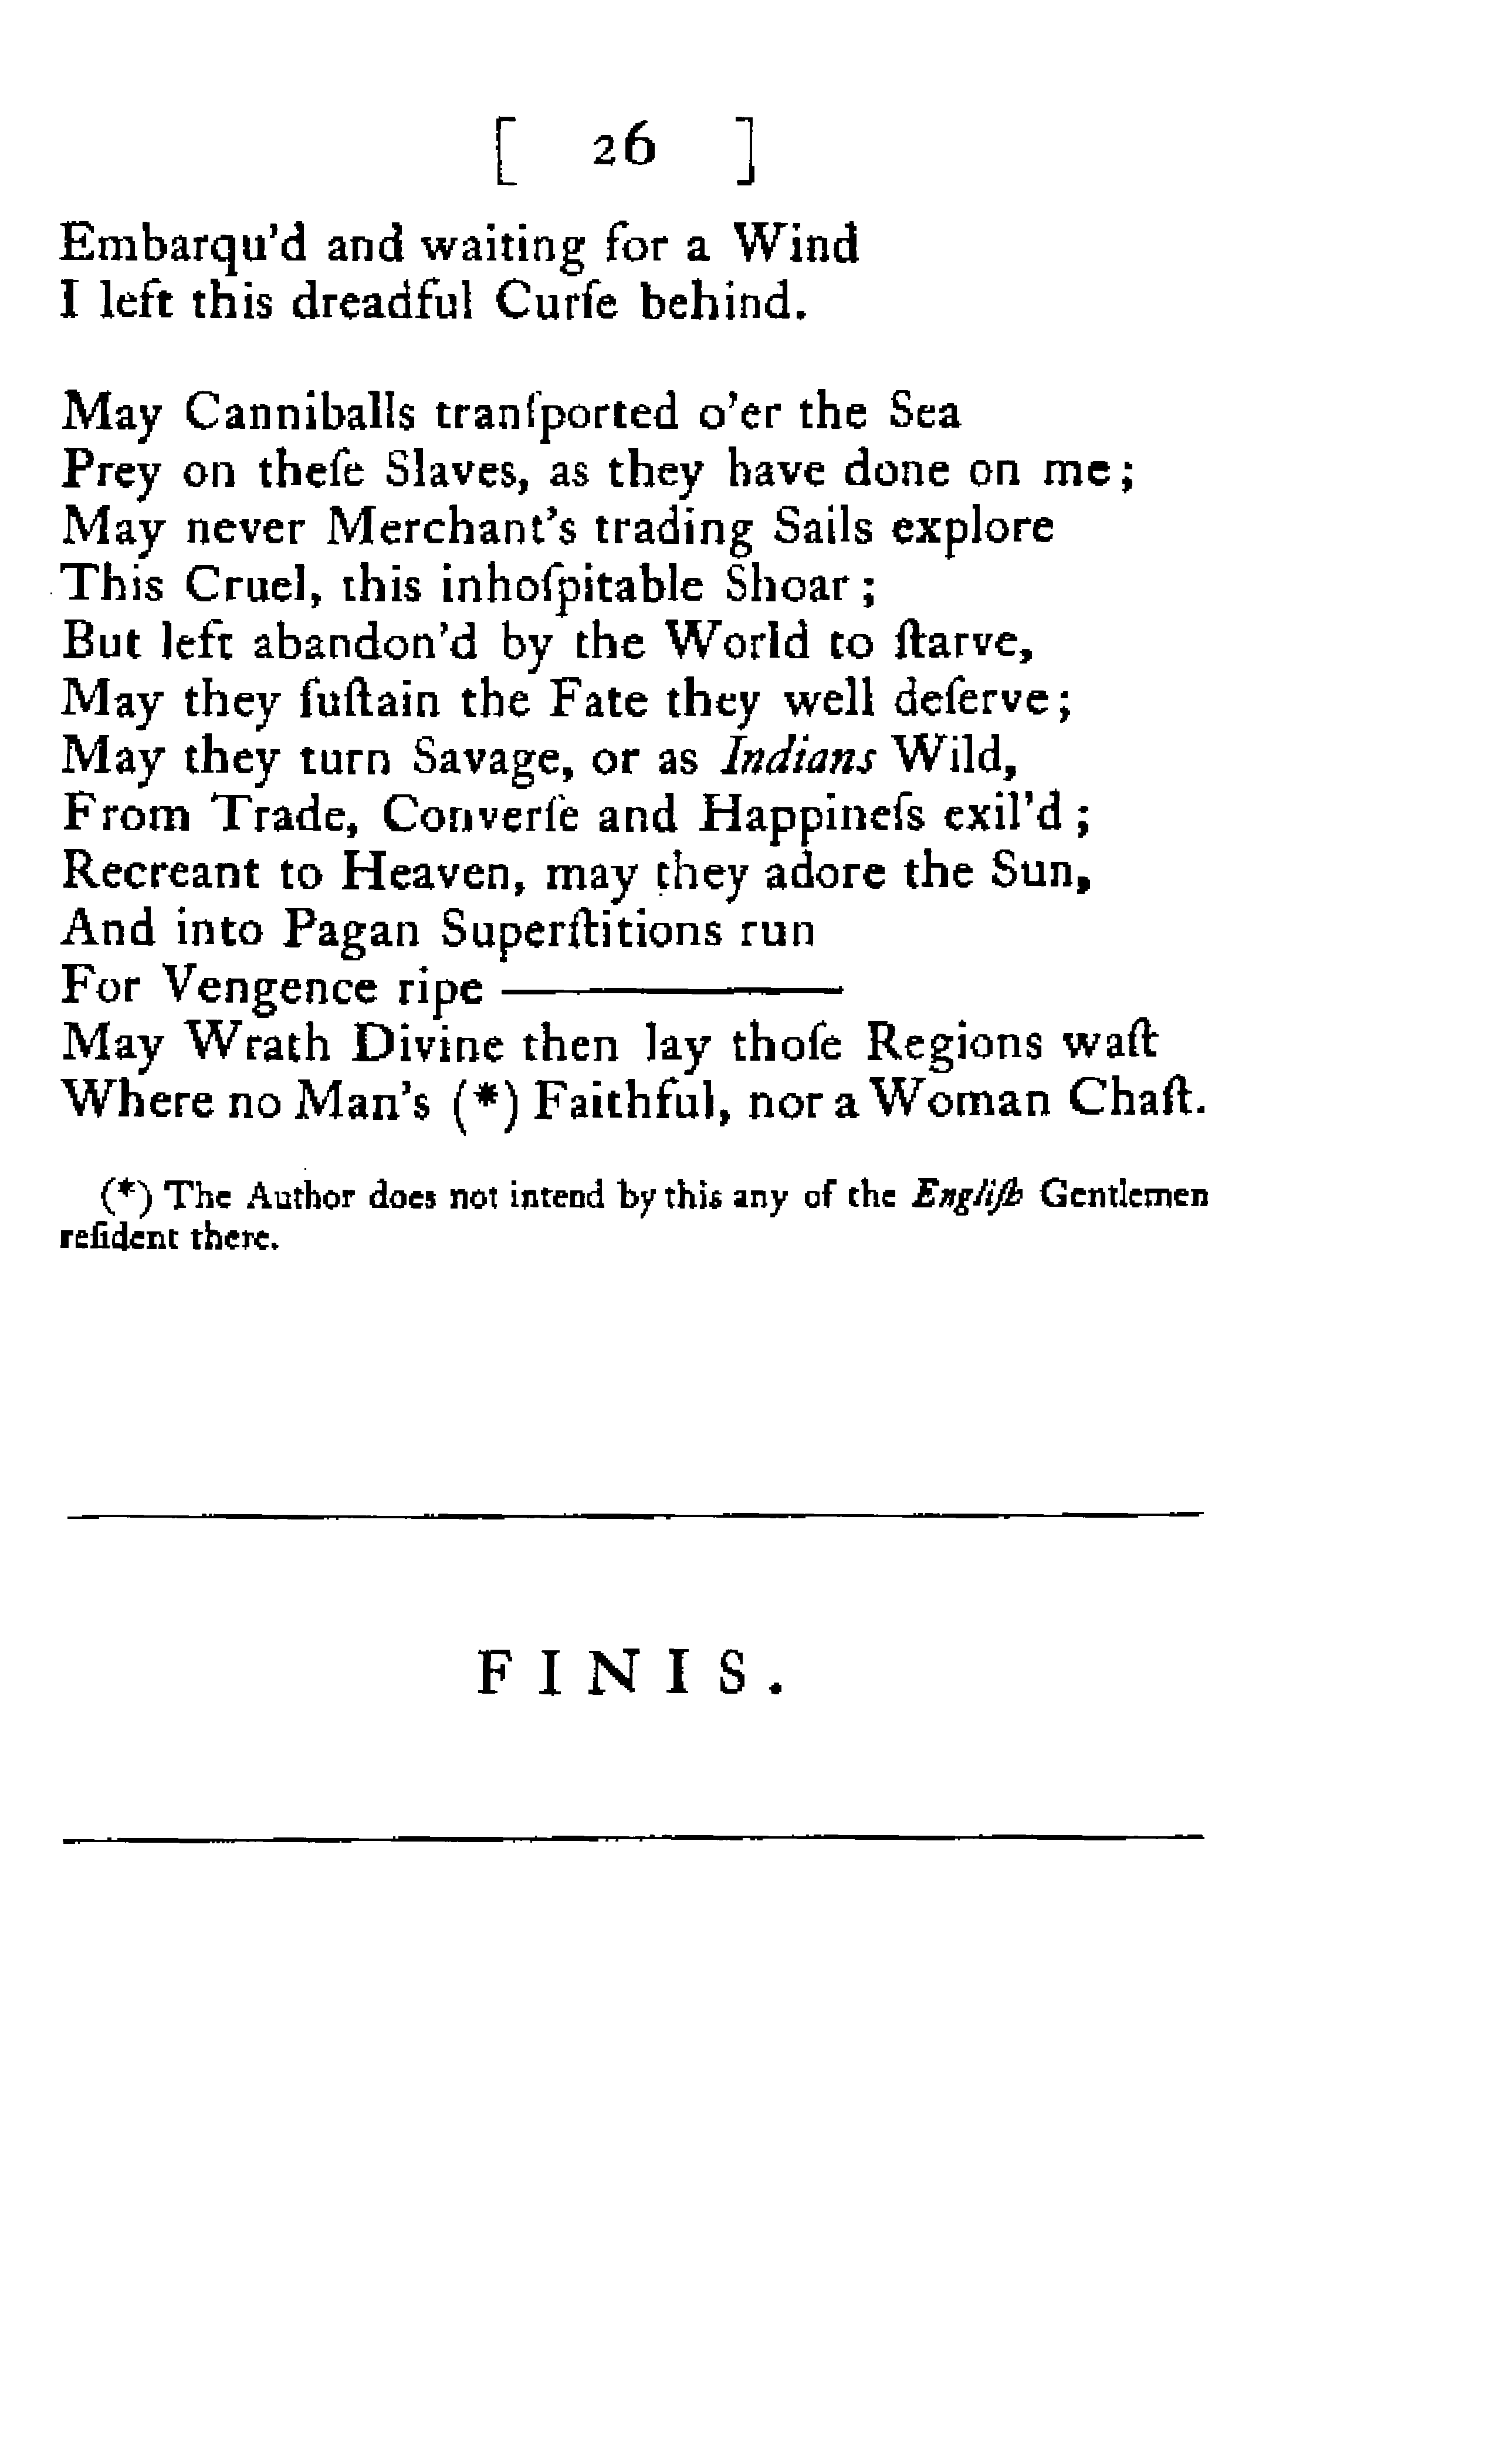 [ 26 ]
Embarqu'd and waiting for a Wind
I left this dreadful Curſe behind.
May Canniballs tranſported o'er the Sea
Prey on theſe Slaves, as they have done on me;
May never Merchant's trading Sails explore
This Cruel, this inhoſpitable Shoar;
But left abandon'd by the World to ſtarve,
May they ſuſtain the Fate they well deſerve;
May they turn Savage, or as Indians Wild,
From Trade, Converſe and Happineſs exil'd;
Recreant to Heaven, may they adore the Sun,
And into Pagan Superſtitions run
For Vengence ripe ———
May Wrath Divine then lay thoſe Regions waſt
Where no Man's (*) Faithful, nor a Woman Chaſt.
(*) The Author does not intend by this any of the Engliſh Gentlemen
reſident there.
FINIS.